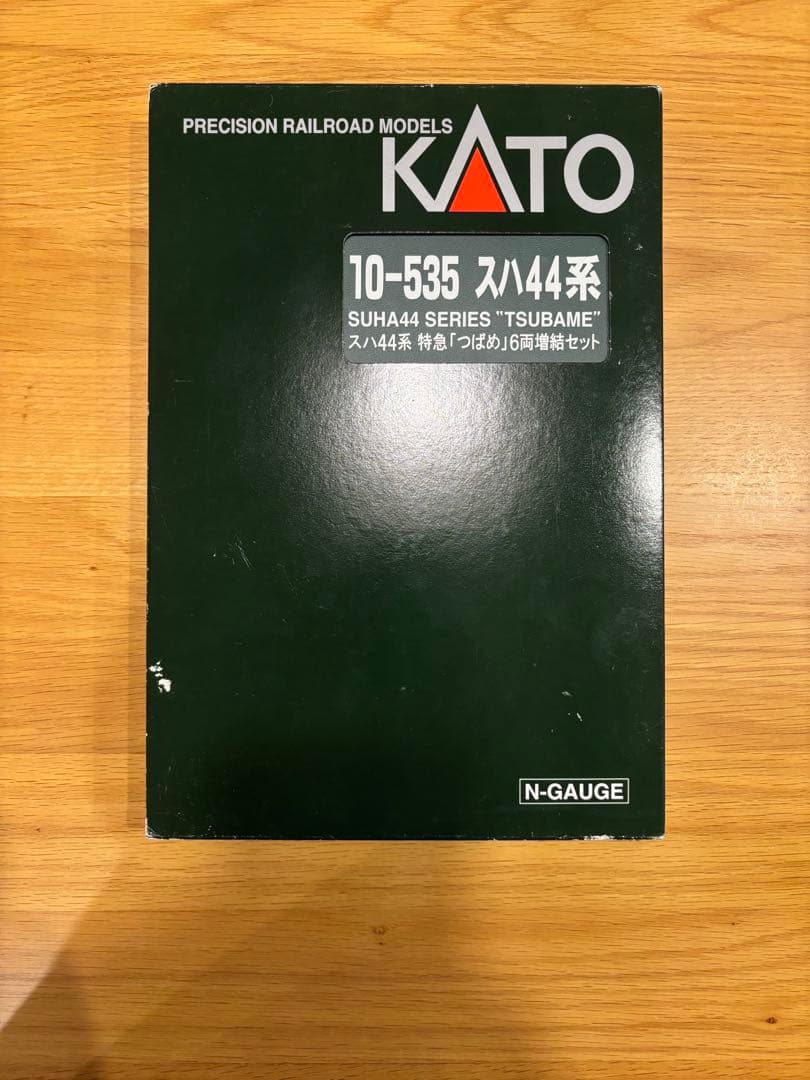 PRECISION RAILROAD MODELS
KATO
10-535 スハ44系
SUHA44 SERIES "TSUBAME"
スハ44系 特急「つばめ」6両増結セット
N-GAUGE